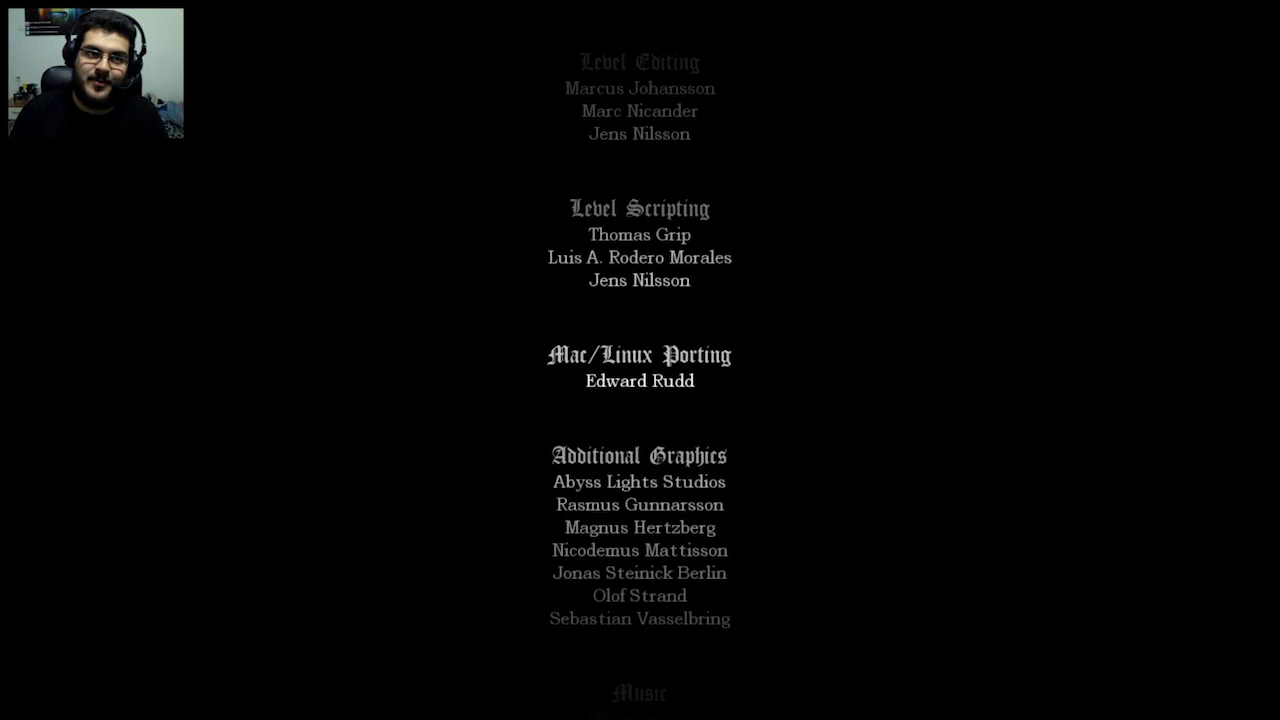 Level Editing
Marcus Johansson
Marc Nicander
Jens Nilsson
Level Scripting
Thomas Grip
Luis A. Rodero Morales
Jens Nilsson
Mac/Linux Porting
Edward Rudd
Additional Graphics
Abyss Lights Studios
Rasmus Gunnarsson
Magnus Hertzberg
Nicodemus Mattisson
Jonas Steinick Berlin
Olof Strand
Sebastian Vasselbring
Music